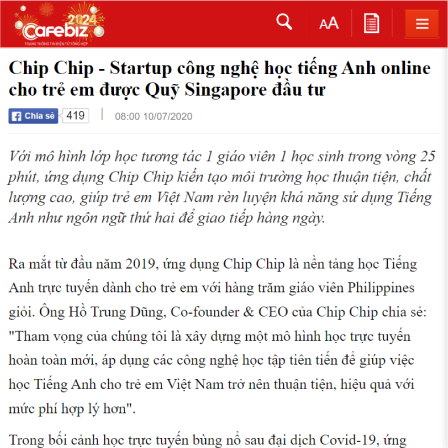 2024
Cafebiz
AA
Chip Chip - Startup công nghệ học tiếng Anh online
cho trẻ em được Quỹ Singapore đầu tư
Chia sẻ 419
08:00 10/07/2020
Với mô hình lớp học tương tác 1 giáo viên 1 học sinh trong vòng 25
phút, ứng dụng Chip Chip kiến tạo môi trường học thuận tiện, chất
lượng cao, giúp trẻ em Việt Nam rèn luyện khả năng sử dụng Tiếng
Anh như ngôn ngữ thứ hai để giao tiếp hàng ngày.
Ra mắt từ đầu năm 2019, ứng dụng Chip Chip là nền tảng học Tiếng
Anh trực tuyến dành cho trẻ em với hàng trăm giáo viên Philippines
giỏi. Ông Hồ Trung Dũng, Co-founder & CEO của Chip Chip chia sẻ:
"Tham vọng của chúng tôi là xây dựng một mô hình học trực tuyến
hoàn toàn mới, áp dụng các công nghệ học tập tiên tiến để giúp việc
học Tiếng Anh cho trẻ em Việt Nam trở nên thuận tiện, hiệu quả với
mức phí hợp lý hơn".
Trong bối cảnh học trực tuyến bùng nổ sau đại dịch Covid-19, ứng